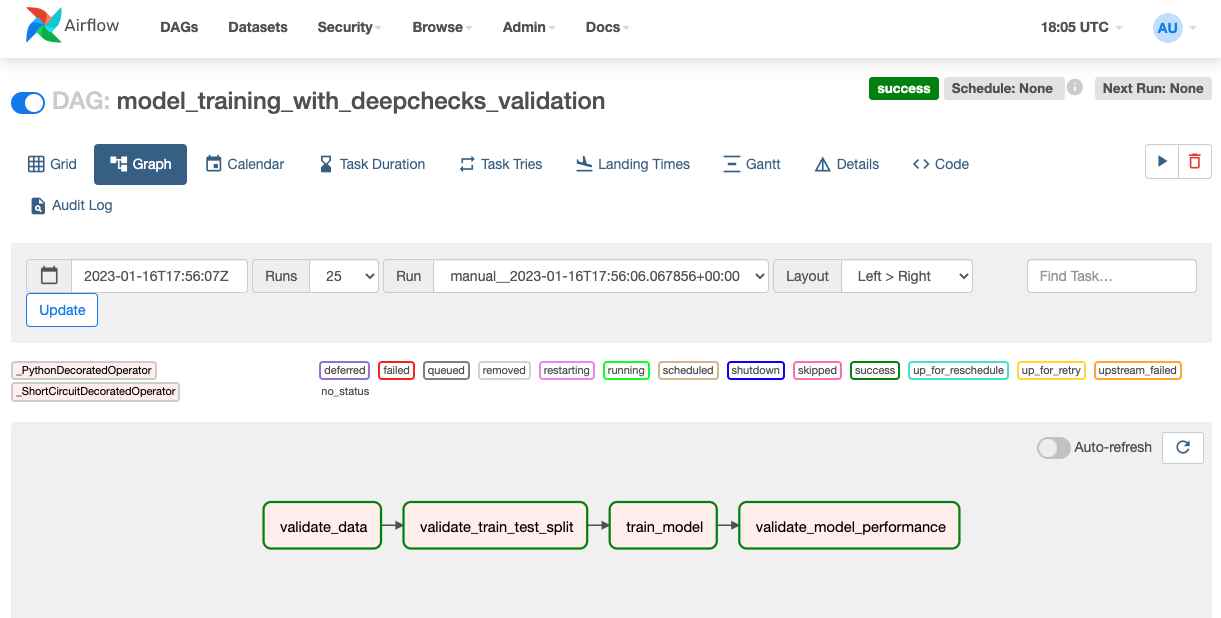 Airflow DAGs Datasets Security Browse Admin Docs 18:05 UTC AU
DAG: model_training_with_deepchecks_validation success Schedule: None i Next Run: None
Grid Graph Calendar Task Duration Task Tries Landing Times Gantt Details Code
Audit Log
2023-01-16T17:56:07Z Runs 25 Run manual__2023-01-16T17:56:06.067856+00:00 Layout Left > Right Find Task...
Update
_PythonDecoratedOperator deferred failed queued removed restarting running scheduled shutdown skipped success up_for_reschedule up_for_retry upstream_failed
_ShortCircuitDecoratedOperator no_status
Auto-refresh
validate_data validate_train_test_split train_model validate_model_performance